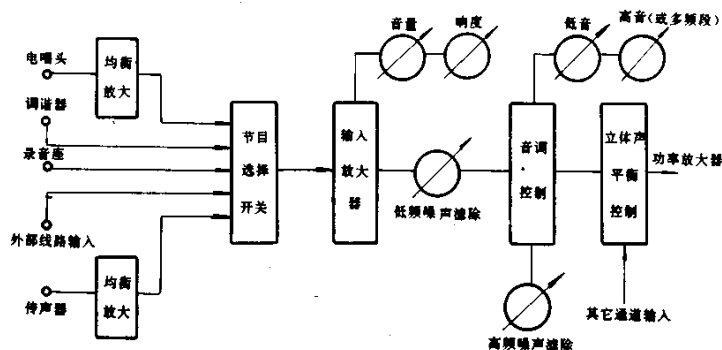 电唱头
均衡
放大
调谐器
录音座
外部线路输入
传声器
均衡
放大
节目
选择
开关
音量
响度
输入
放大
器
低频噪声滤除
低音
高音(或多频段)
音调
控制
高频噪声滤除
立体声
平衡
控制
功率放大器
其它通道输入